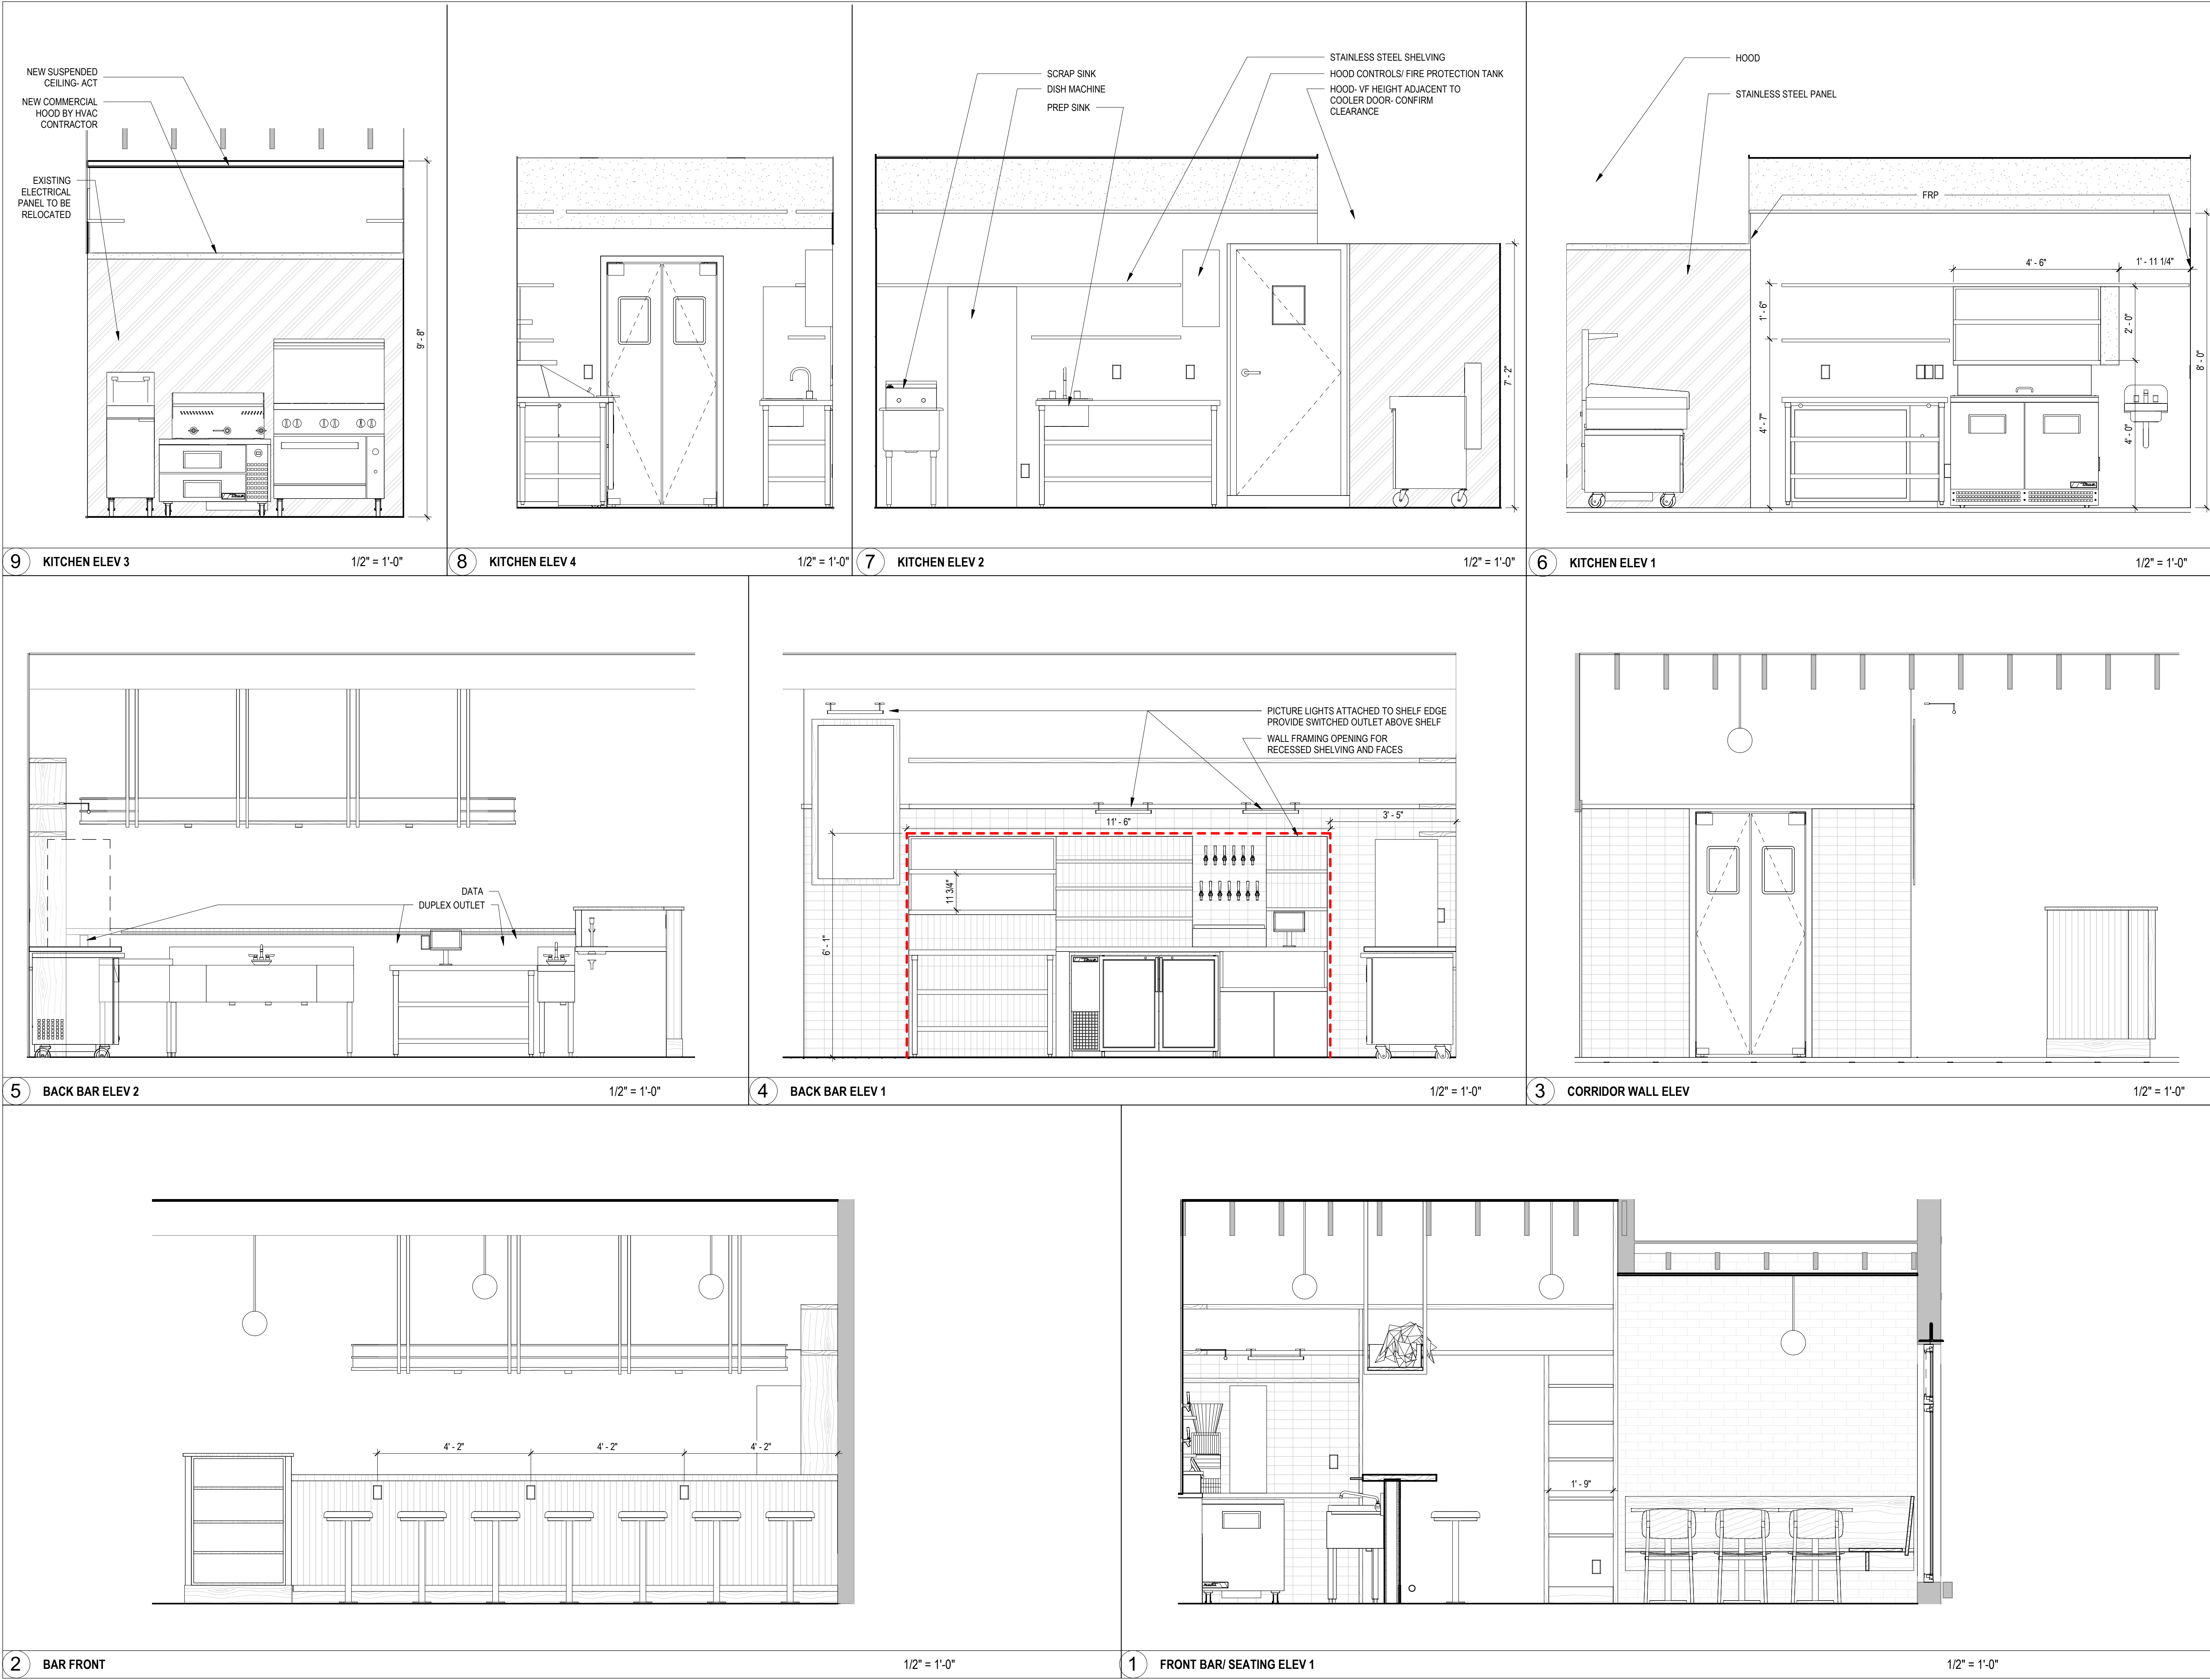 NEW SUSPENDED
CEILING- ACT
NEW COMMERCIAL
HOOD BY HVAC
CONTRACTOR
EXISTING
ELECTRICAL
PANEL TO BE
RELOCATED
9' - 8"
9 KITCHEN ELEV 3 1/2" = 1'-0"
8 KITCHEN ELEV 4 1/2" = 1'-0"
SCRAP SINK
DISH MACHINE
PREP SINK
STAINLESS STEEL SHELVING
HOOD CONTROLS/ FIRE PROTECTION TANK
HOOD- VF HEIGHT ADJACENT TO
COOLER DOOR- CONFIRM
CLEARANCE
7' - 2"
7 KITCHEN ELEV 2 1/2" = 1'-0"
HOOD
STAINLESS STEEL PANEL
FRP
4' - 6"
1' - 11 1/4"
1' - 6"
2' - 0"
8' - 0"
4' - 7"
4' - 0"
6 KITCHEN ELEV 1 1/2" = 1'-0"
DATA
DUPLEX OUTLET
5 BACK BAR ELEV 2 1/2" = 1'-0"
PICTURE LIGHTS ATTACHED TO SHELF EDGE
PROVIDE SWITCHED OUTLET ABOVE SHELF
WALL FRAMING OPENING FOR
RECESSED SHELVING AND FACES
11' - 6"
3' - 5"
11 3/4"
6' - 1"
4 BACK BAR ELEV 1 1/2" = 1'-0"
3 CORRIDOR WALL ELEV 1/2" = 1'-0"
4' - 2"
4' - 2"
4' - 2"
2 BAR FRONT 1/2" = 1'-0"
1' - 9"
1 FRONT BAR/ SEATING ELEV 1 1/2" = 1'-0"